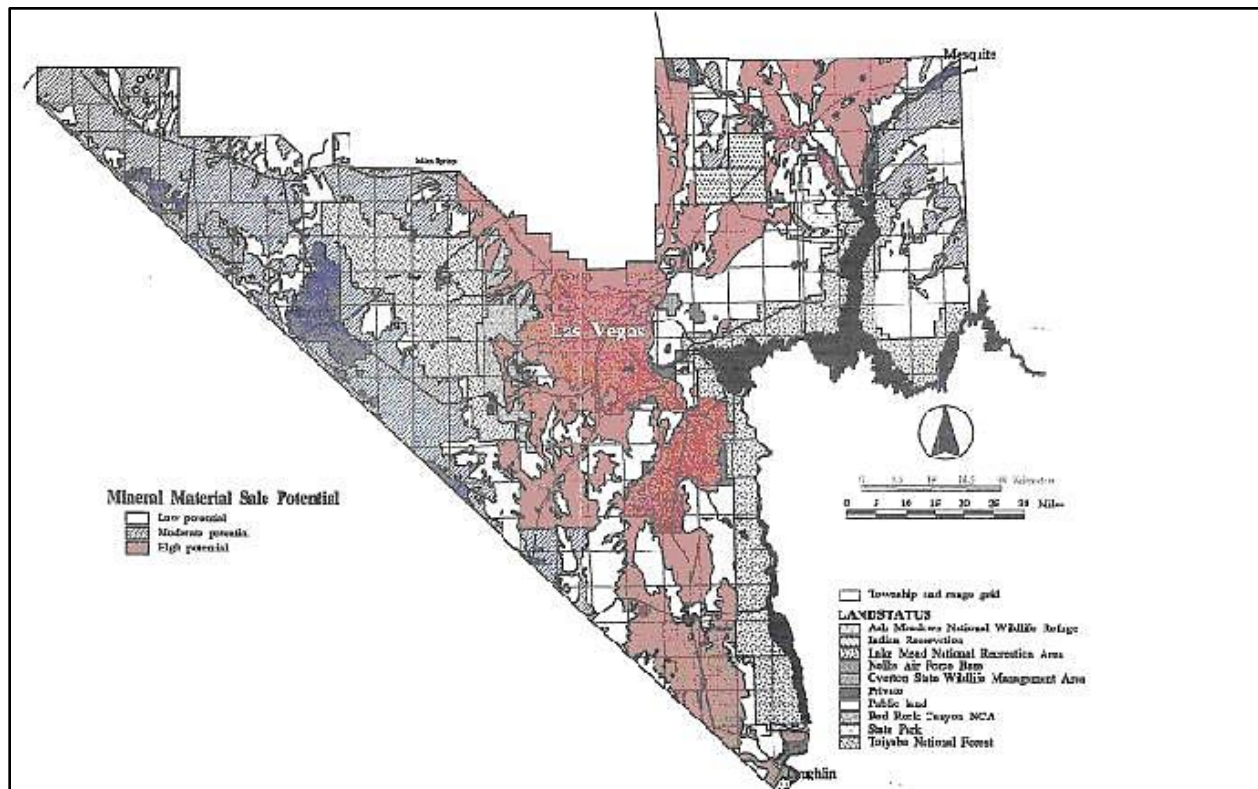 Mesquite
Indian Springs
Las Vegas
Mineral Material Sale Potential
Low potential
Moderate potential
High potential
Miles
Township and range grid
LANDSTATUS
Ash Meadows National Wildlife Refuge
Indian Reservation
Lake Mead National Recreation Area
Nellis Air Force Base
Overton State Wildlife Management Area
Private
Public land
Red Rock Canyon NCA
State Park
Toiyabe National Forest
Laughlin